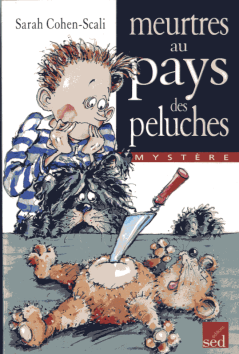 Sarah Cohen-Scali
meurtres
au
pays
des
peluches
MYSTÈRE
sed